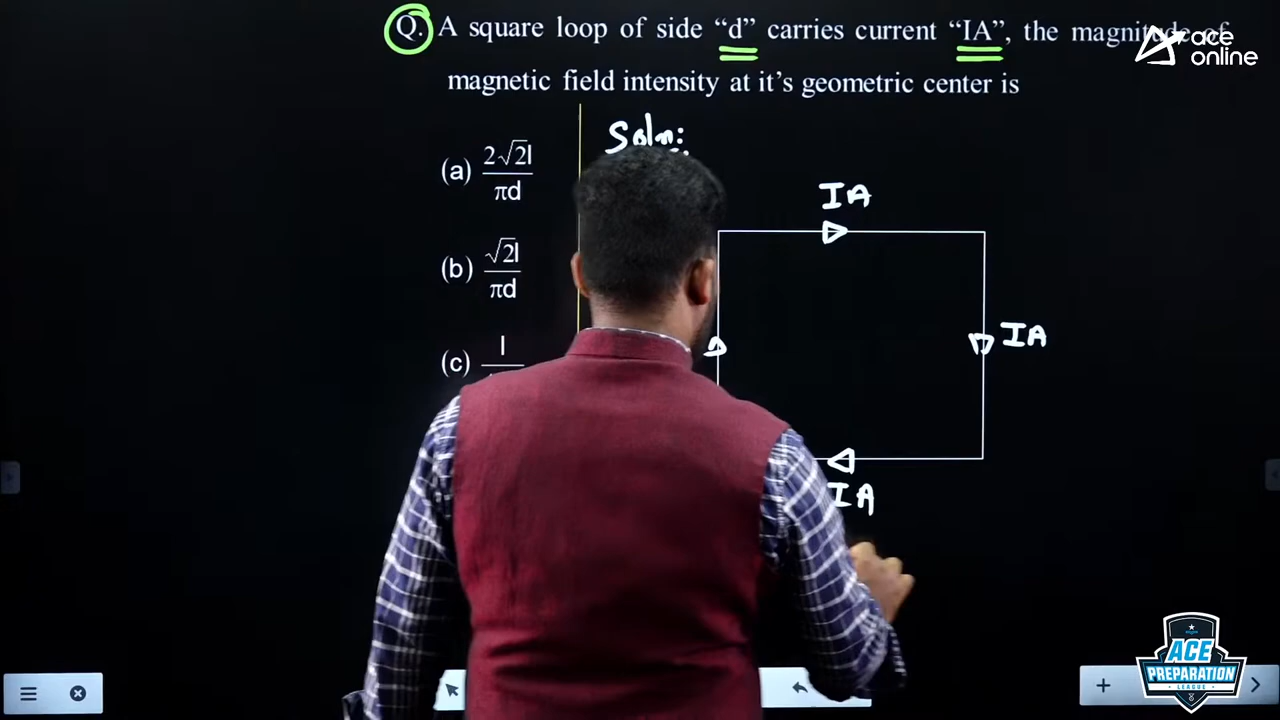 Q. A square loop of side “d” carries current “IA”, the magnitude of
magnetic field intensity at it’s geometric center is
ace
online
Soln:
(a) 2√2I
πd
(b) √2I
πd
(c) I
IA
IA
IA
ACE
PREPARATION
LEAGUE